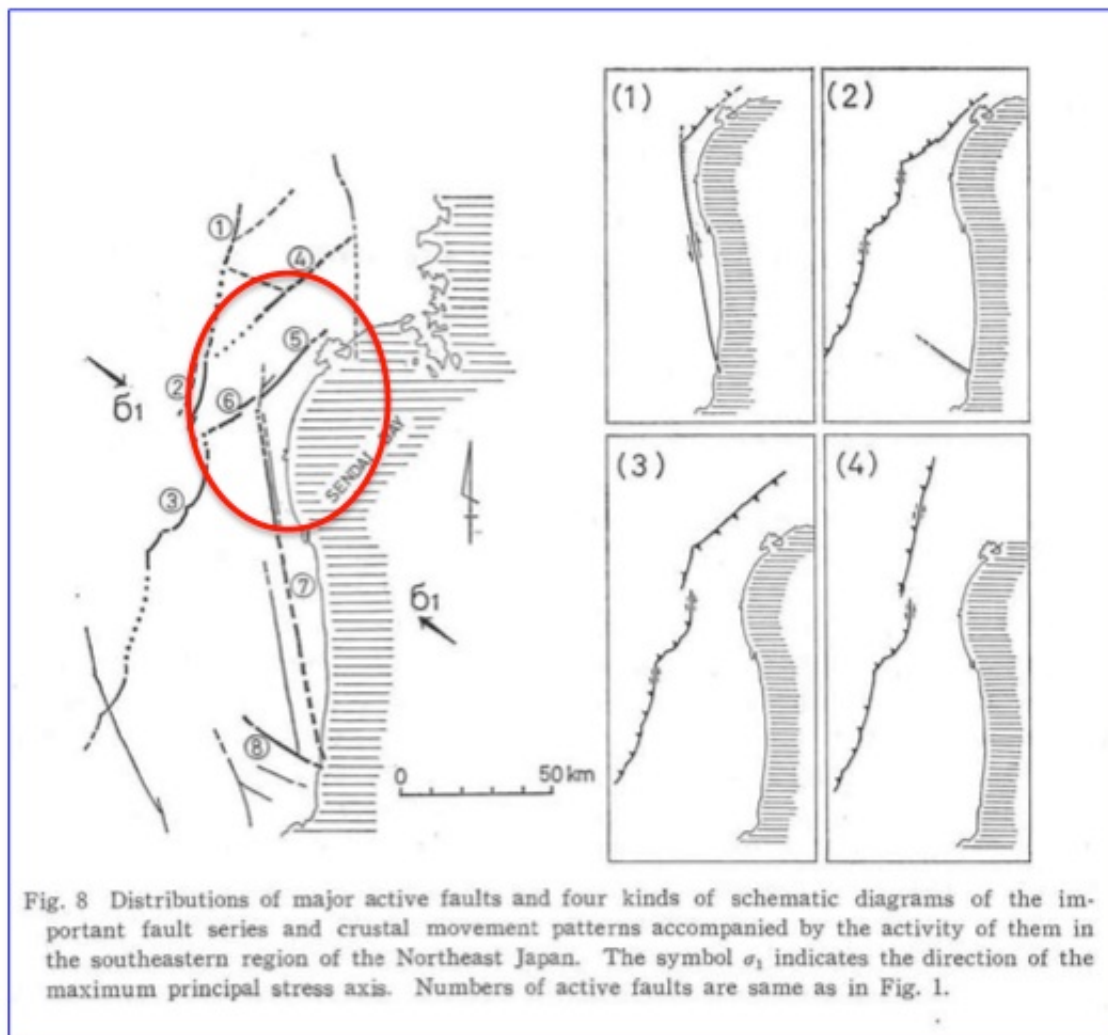 (1)
(2)
①
④
⑤
б1
②
⑥
SENDAI BAY
(3)
(4)
③
⑦
б1
⑧
0 50km
Fig. 8 Distributions of major active faults and four kinds of schematic diagrams of the im-
portant fault series and crustal movement patterns accompanied by the activity of them in
the southeastern region of the Northeast Japan. The symbol σ1 indicates the direction of the
maximum principal stress axis. Numbers of active faults are same as in Fig. 1.